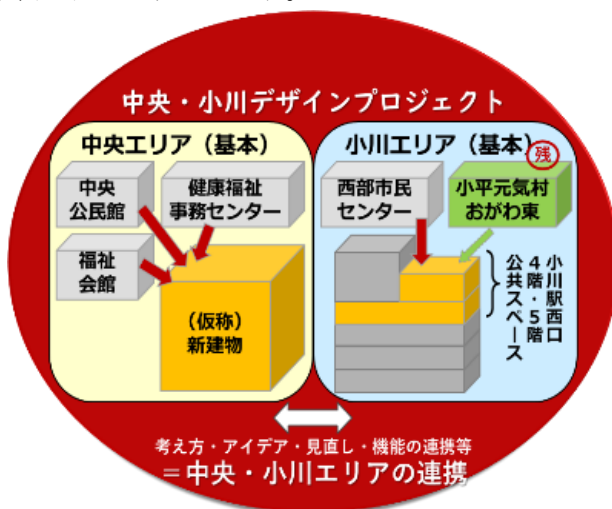 中央・小川デザインプロジェクト
中央エリア（基本）
中央
公民館
健康福祉
事務センター
福祉
会館
（仮称）
新建物
小川エリア（基本）
残
西部市民
センター
小平元気村
おがわ東
小川駅西口
４階・５階
公共スペース
考え方・アイデア・見直し・機能の連携等
＝中央・小川エリアの連携